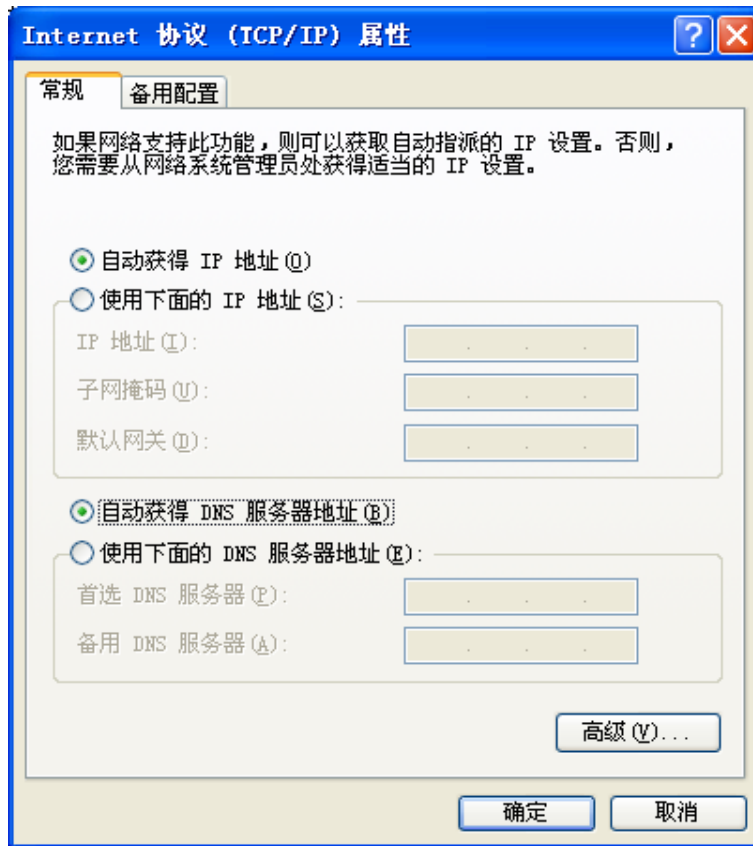 Internet 协议 (TCP/IP) 属性
常规
备用配置
如果网络支持此功能，则可以获取自动指派的 IP 设置。否则，
您需要从网络系统管理员处获得适当的 IP 设置。
自动获得 IP 地址(O)
使用下面的 IP 地址(S):
IP 地址(I):
子网掩码(U):
默认网关(D):
自动获得 DNS 服务器地址(B)
使用下面的 DNS 服务器地址(E):
首选 DNS 服务器(P):
备用 DNS 服务器(A):
高级(V)...
确定
取消